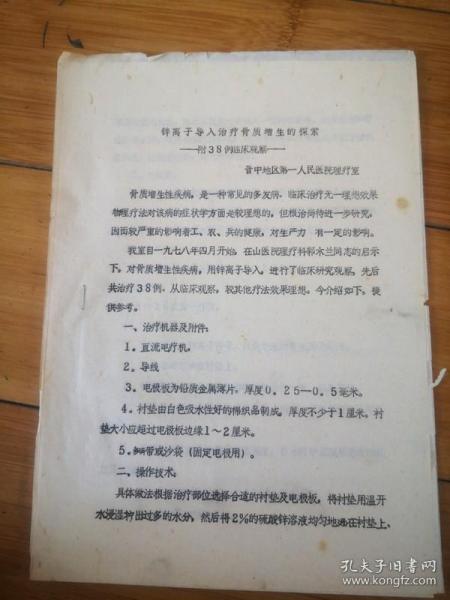 锌离子导入治疗骨质增生的探索
——附38例临床观察——
晋中地区第一人民医院理疗室
骨质增生性疾病，是一种常见的多发病，临床治疗无一理想效果
物理疗法对该病的症状学方面是较理想的，但根治尚待进一步研究，
因而较严重的影响着工、农、兵的健康，对生产力 有一定的影响。
我室自一九七八年四月开始，在山医院理疗科郭水兰同志的启示
下，对骨质增生性疾病，用锌离子导入，进行了临床研究观察，先后
共治疗38例，从临床观察，较其他疗法效果理想。今介绍如下，提
供参考。
一、治疗机器及附件：
1．直流电疗机，
2．导线
3．电极板为铅质金属薄片，厚度0．25—0．5毫米。
4．衬垫由白色吸水性好的棉织品制成，厚度不少于1厘米，衬
垫大小应超过电极板边缘1～2厘米。
5．带或沙袋（固定电极用）。
二、操作技术：
具体做法根据治疗部位选择合适的衬垫及电极板，将衬垫用温开
水浸湿拧出过多的水分，然后将2%的硫酸锌溶液均匀地洒在衬垫上，
孔夫子旧书网
www.kongfz.com